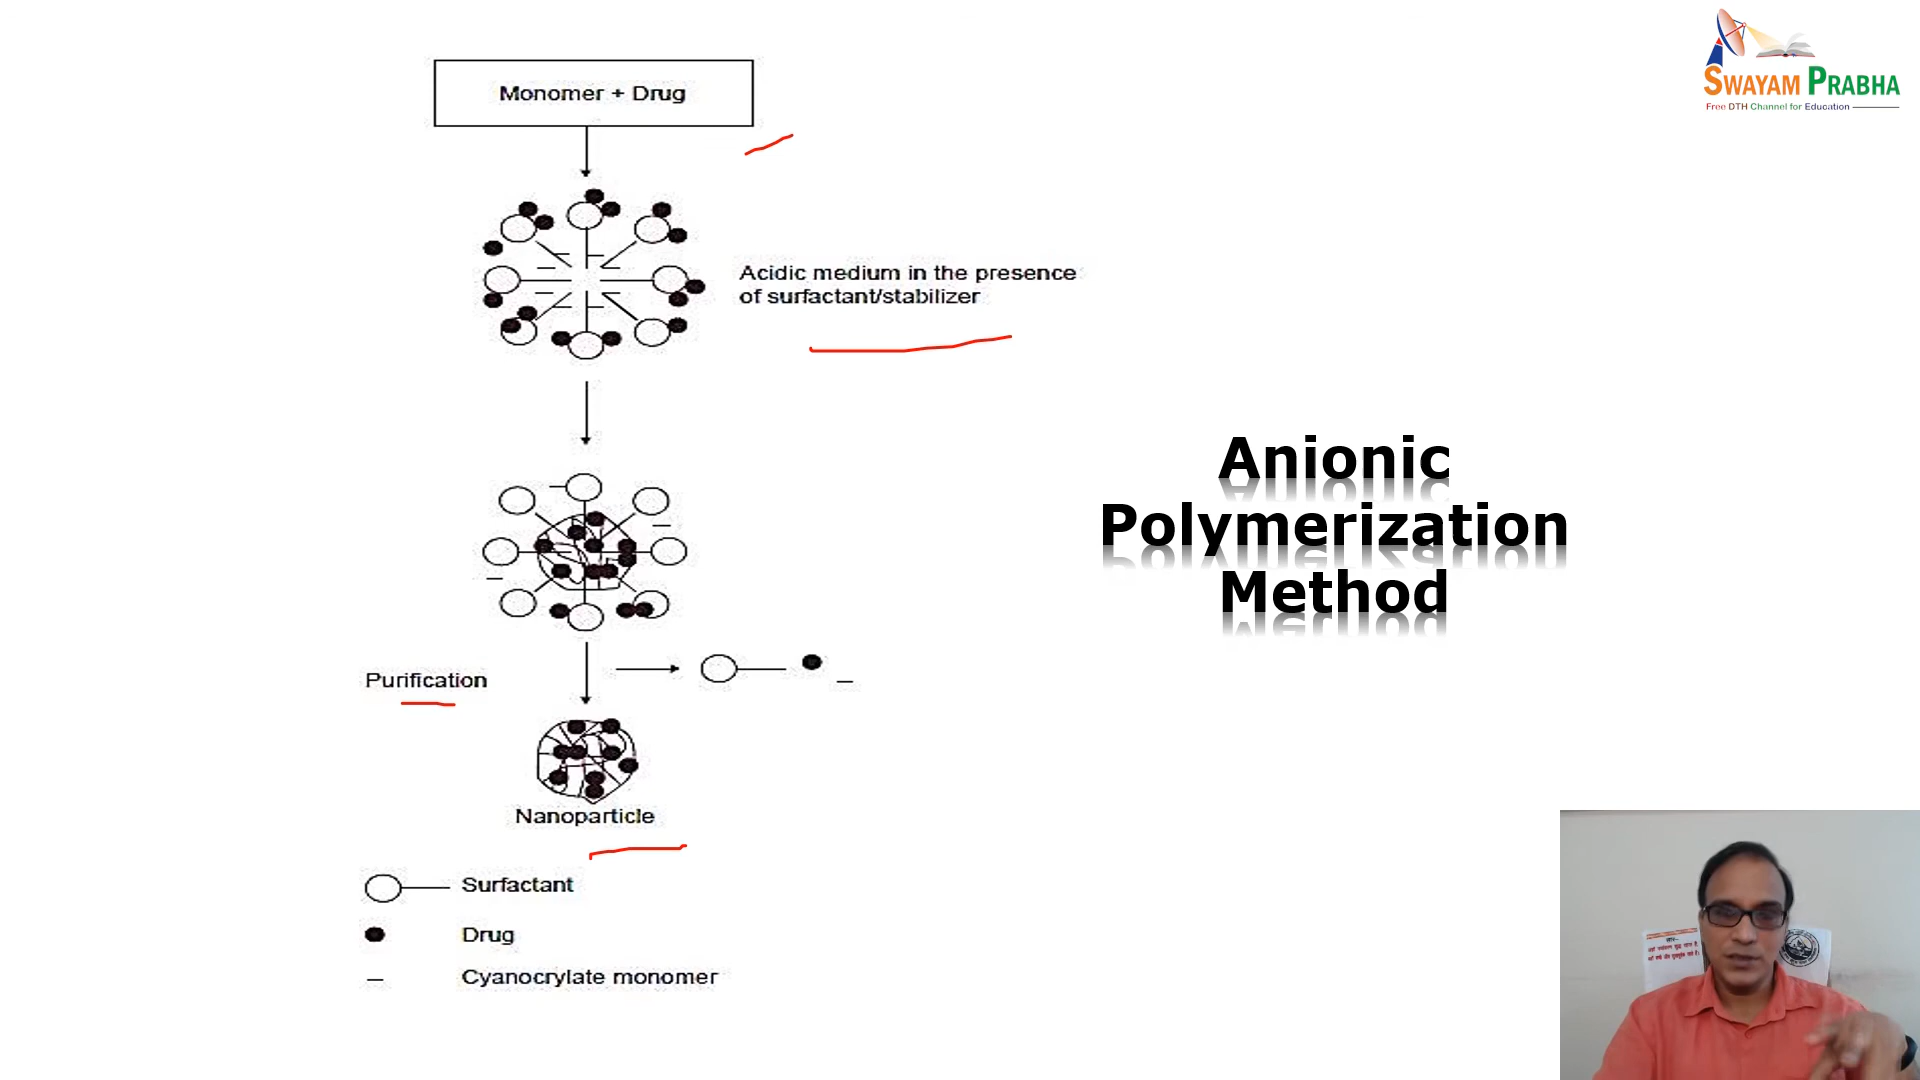 SWAYAM PRABHA
Free DTH Channel for Education
Monomer + Drug
Acidic medium in the presence
of surfactant/stabilizer
Anionic
Polymerization
Method
Purification
Nanoparticle
Surfactant
Drug
Cyanocrylate monomer